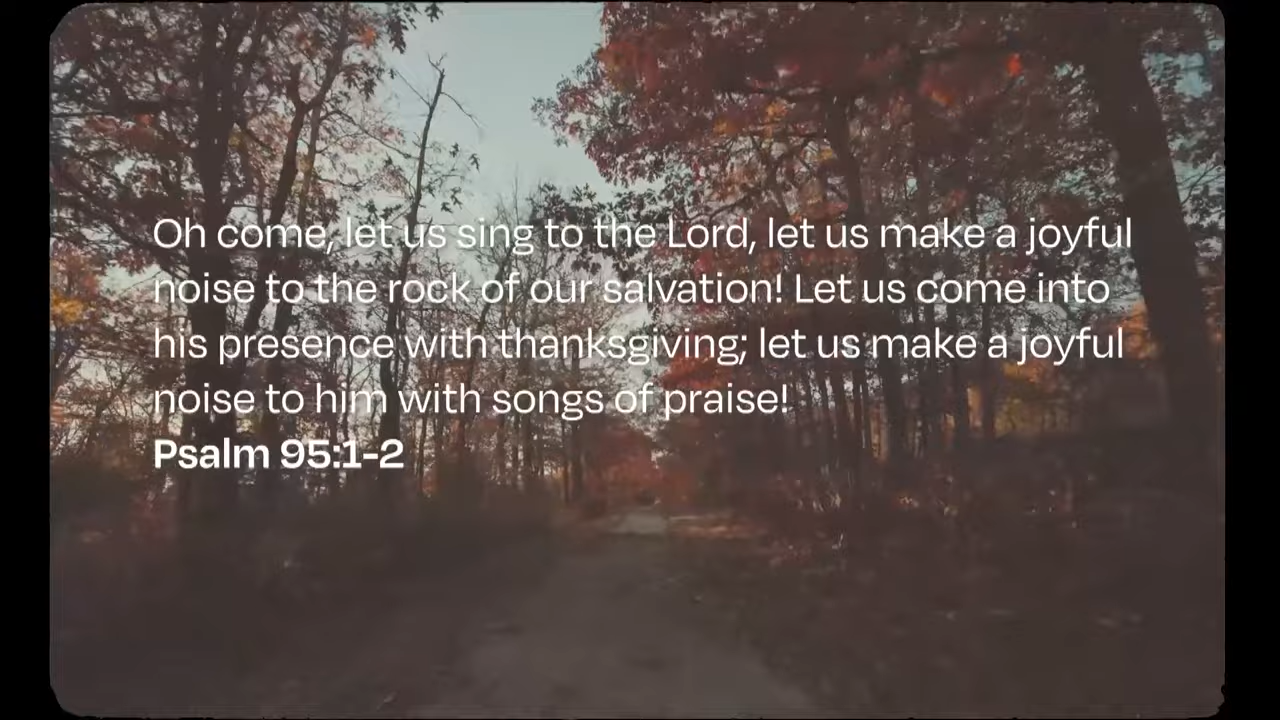 Oh come, let us sing to the Lord, let us make a joyful
noise to the rock of our salvation! Let us come into
his presence with thanksgiving; let us make a joyful
noise to him with songs of praise!
Psalm 95:1-2